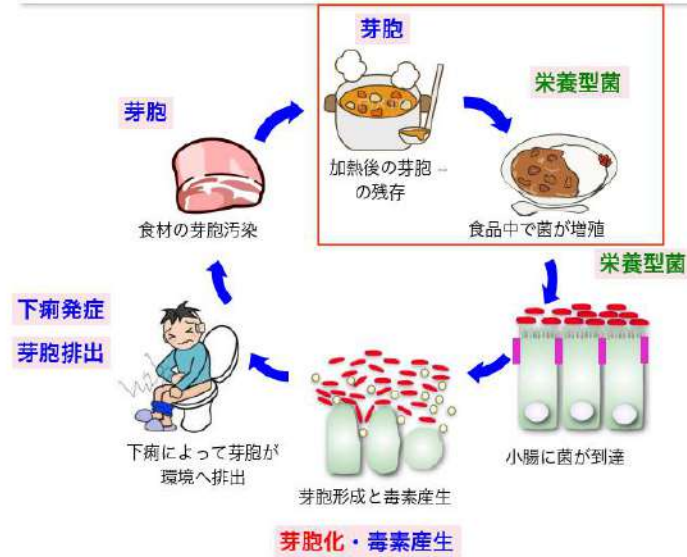 芽胞
栄養型菌
芽胞
加熱後の芽胞
の残存
食品中で菌が増殖
食材の芽胞汚染
栄養型菌
下痢発症
芽胞排出
下痢によって芽胞が
環境へ排出
芽胞形成と毒素産生
小腸に菌が到達
芽胞化・毒素産生